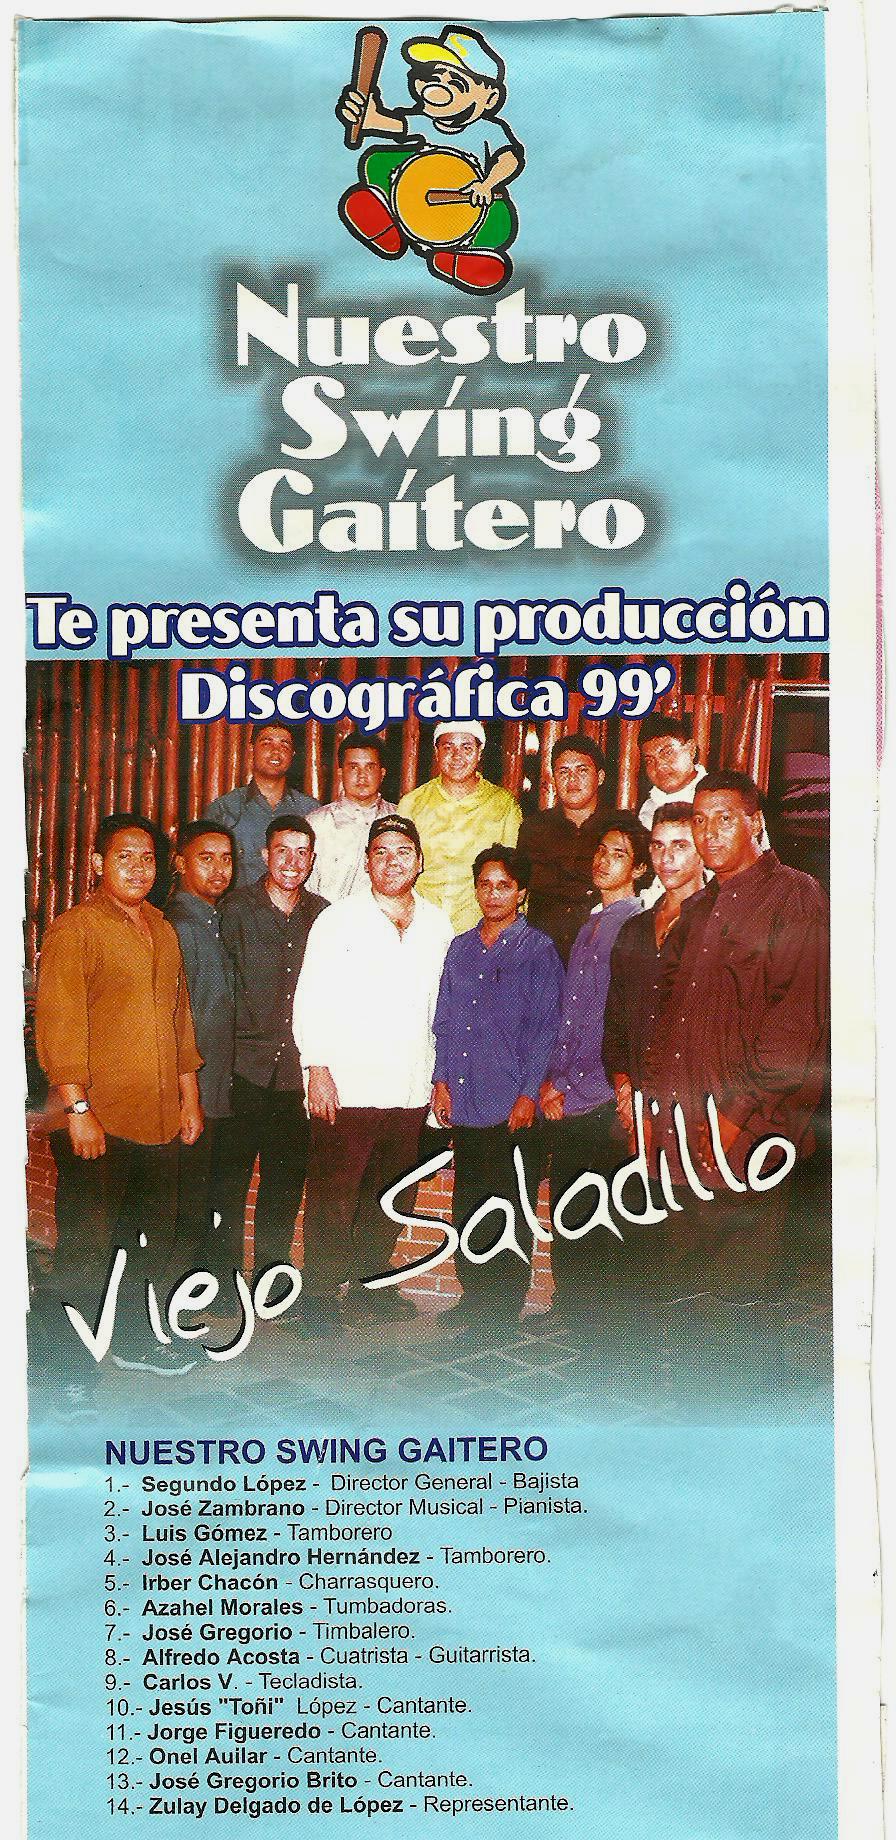 Nuestro
Swing
Gaitero
Te presenta su producción
Discográfica 99'
Viejo Saladillo
NUESTRO SWING GAITERO
1.- Segundo López - Director General - Bajista
2.- José Zambrano - Director Musical - Pianista.
3.- Luis Gómez - Tamborero
4.- José Alejandro Hernández - Tamborero.
5.- Irber Chacón - Charrasquero.
6.- Azahel Morales - Tumbadoras.
7.- José Gregorio - Timbalero.
8.- Alfredo Acosta - Cuatrista - Guitarrista.
9.- Carlos V. - Tecladista.
10.- Jesús "Toñi" López - Cantante.
11.- Jorge Figueredo - Cantante.
12.- Onel Auilar - Cantante.
13.- José Gregorio Brito - Cantante.
14.- Zulay Delgado de López - Representante.